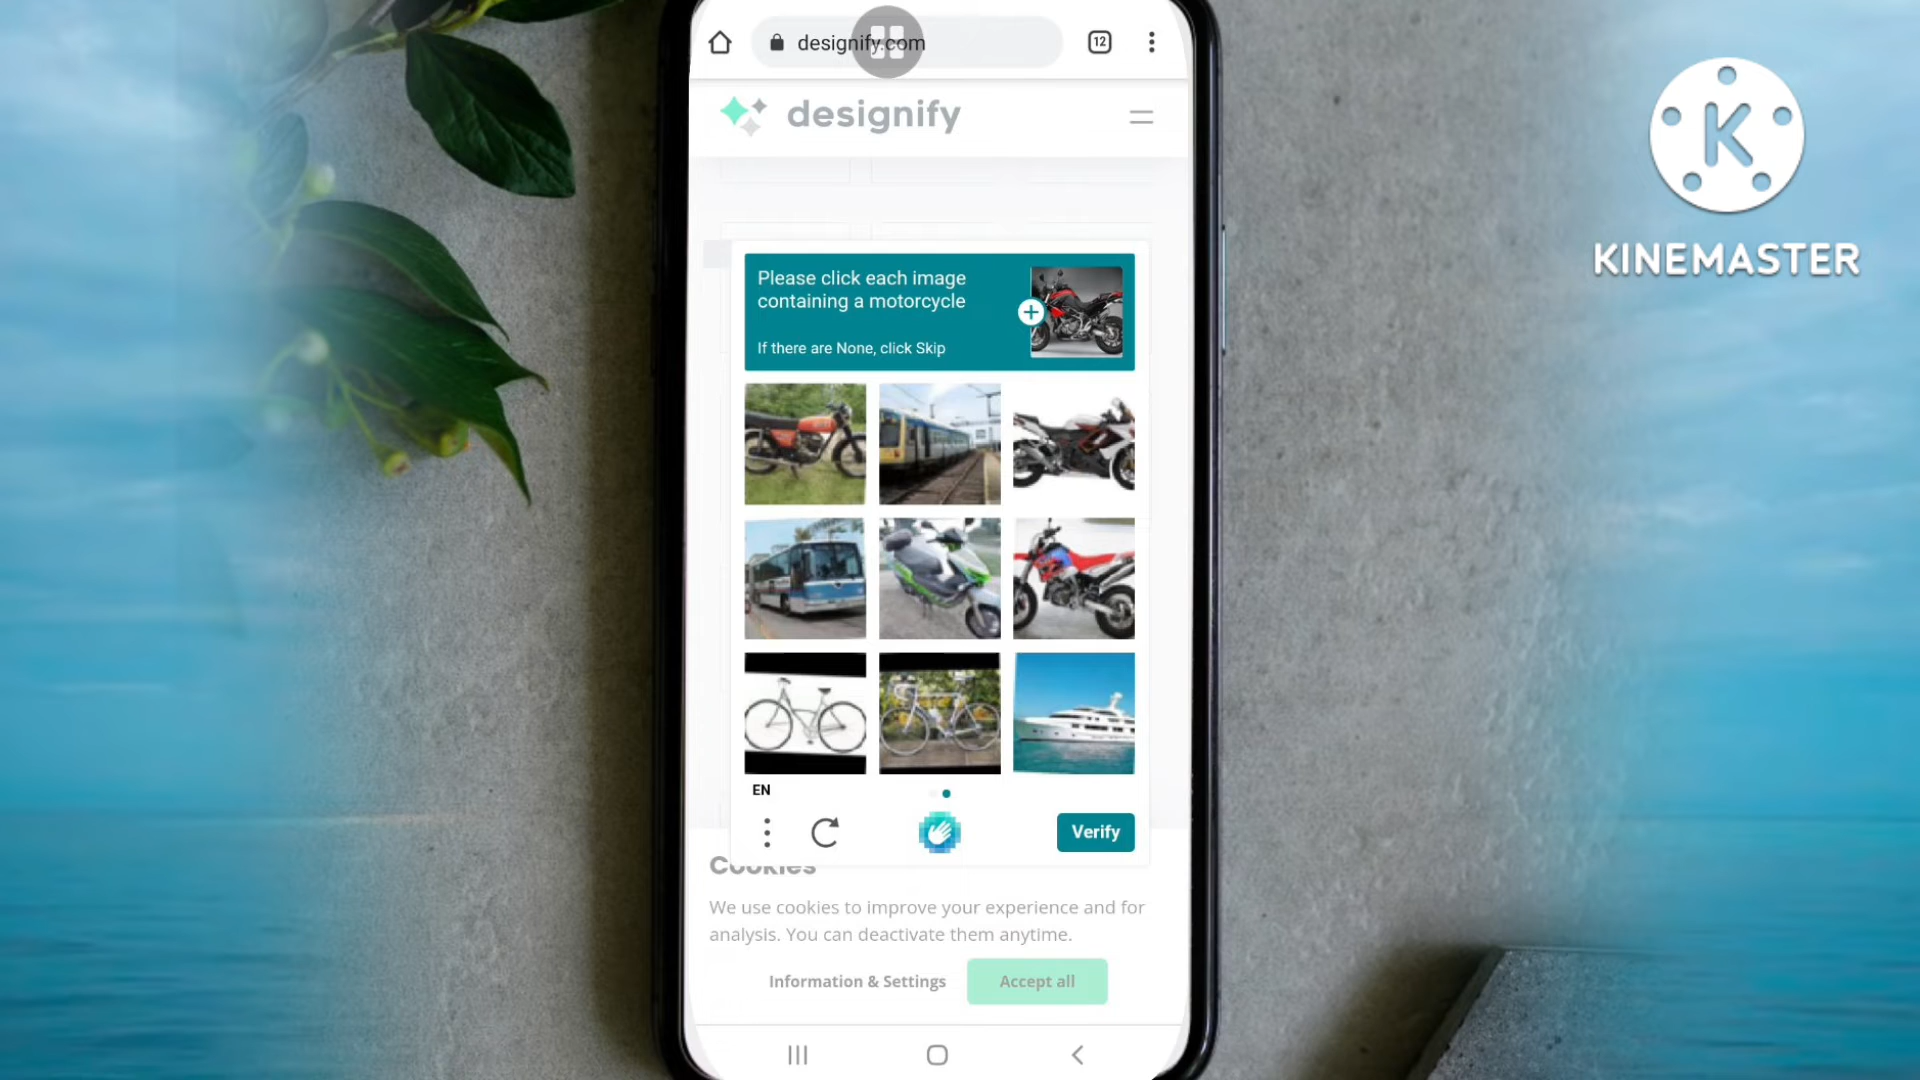 designify.com
12
designify
KINEMASTER
Please click each image
containing a motorcycle
If there are None, click Skip
EN
Verify
Cookies
We use cookies to improve your experience and for
analysis. You can deactivate them anytime.
Information & Settings
Accept all